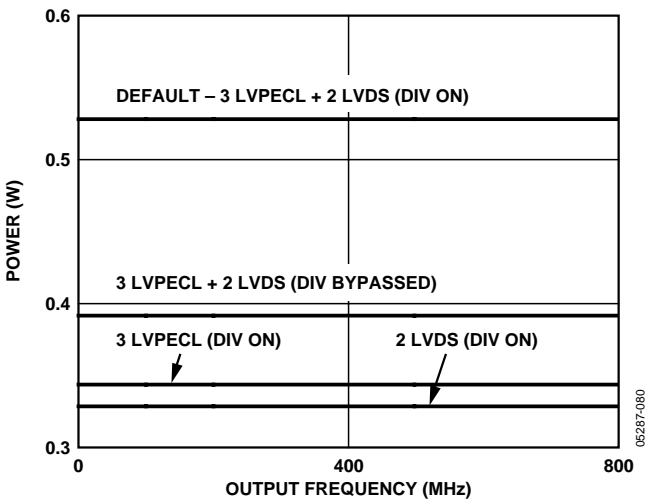 0.6
DEFAULT – 3 LVPECL + 2 LVDS (DIV ON)
0.5
POWER (W)
3 LVPECL + 2 LVDS (DIV BYPASSED)
0.4
3 LVPECL (DIV ON)
2 LVDS (DIV ON)
0.3
0
400
800
OUTPUT FREQUENCY (MHz)
05287-080